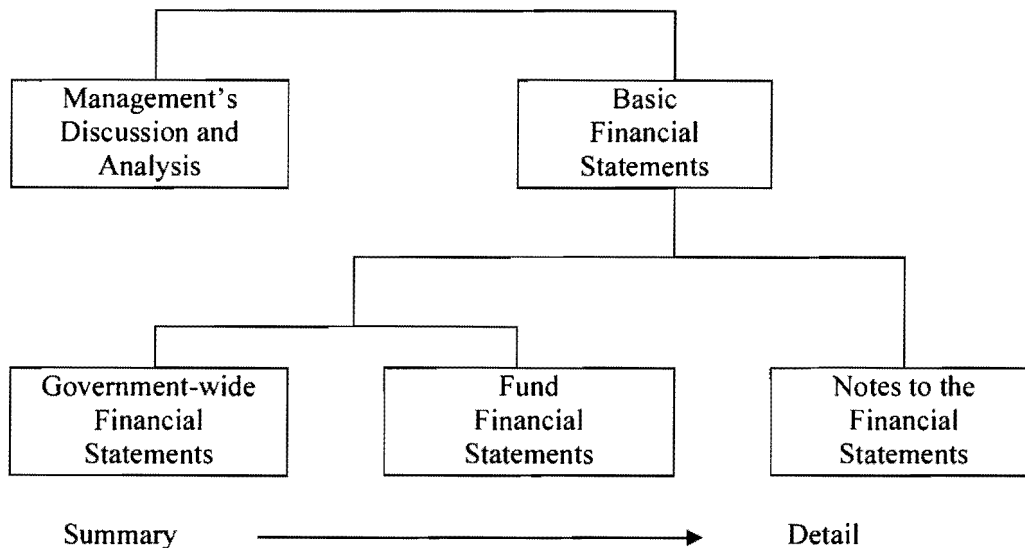 Management’s
Discussion and
Analysis
Basic
Financial
Statements
Government-wide
Financial
Statements
Fund
Financial
Statements
Notes to the
Financial
Statements
Summary
Detail